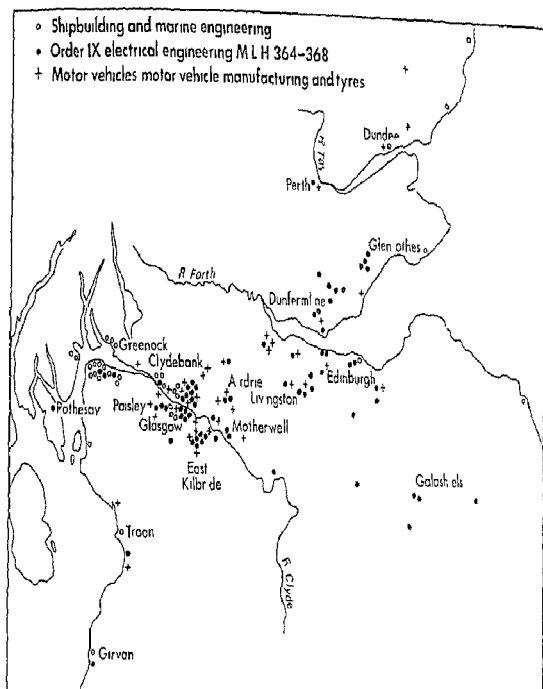 Shipbuilding and marine engineering
Order IX electrical engineering M L H 364-368
Motor vehicles motor vehicle manufacturing and tyres
Dundee
R Tay
Perth
Glen othes
R Forth
Dunferml ne
Greenock
Clydebank
A rdrie
Edinburgh
Livingston
Rothesay
Paisley
Glasgow
Motherwell
East
Kilbr de
Galash els
Troon
R Clyde
Girvan